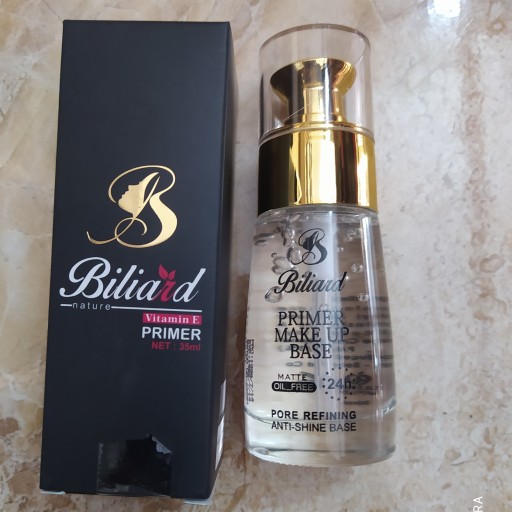 B
Biliard
nature
Vitamin E
PRIMER
NET : 35ml
B
Biliard
PRIMER
MAKE UP
BASE
MATTE
OIL_FREE
24h
PORE REFINING
ANTI-SHINE BASE